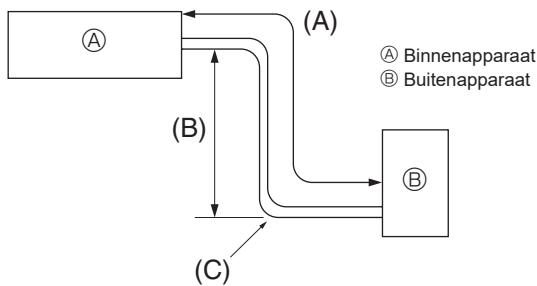 (A)
Ⓐ
Ⓐ Binnenapparaat
Ⓑ Buitenapparaat
(B)
Ⓑ
(C)